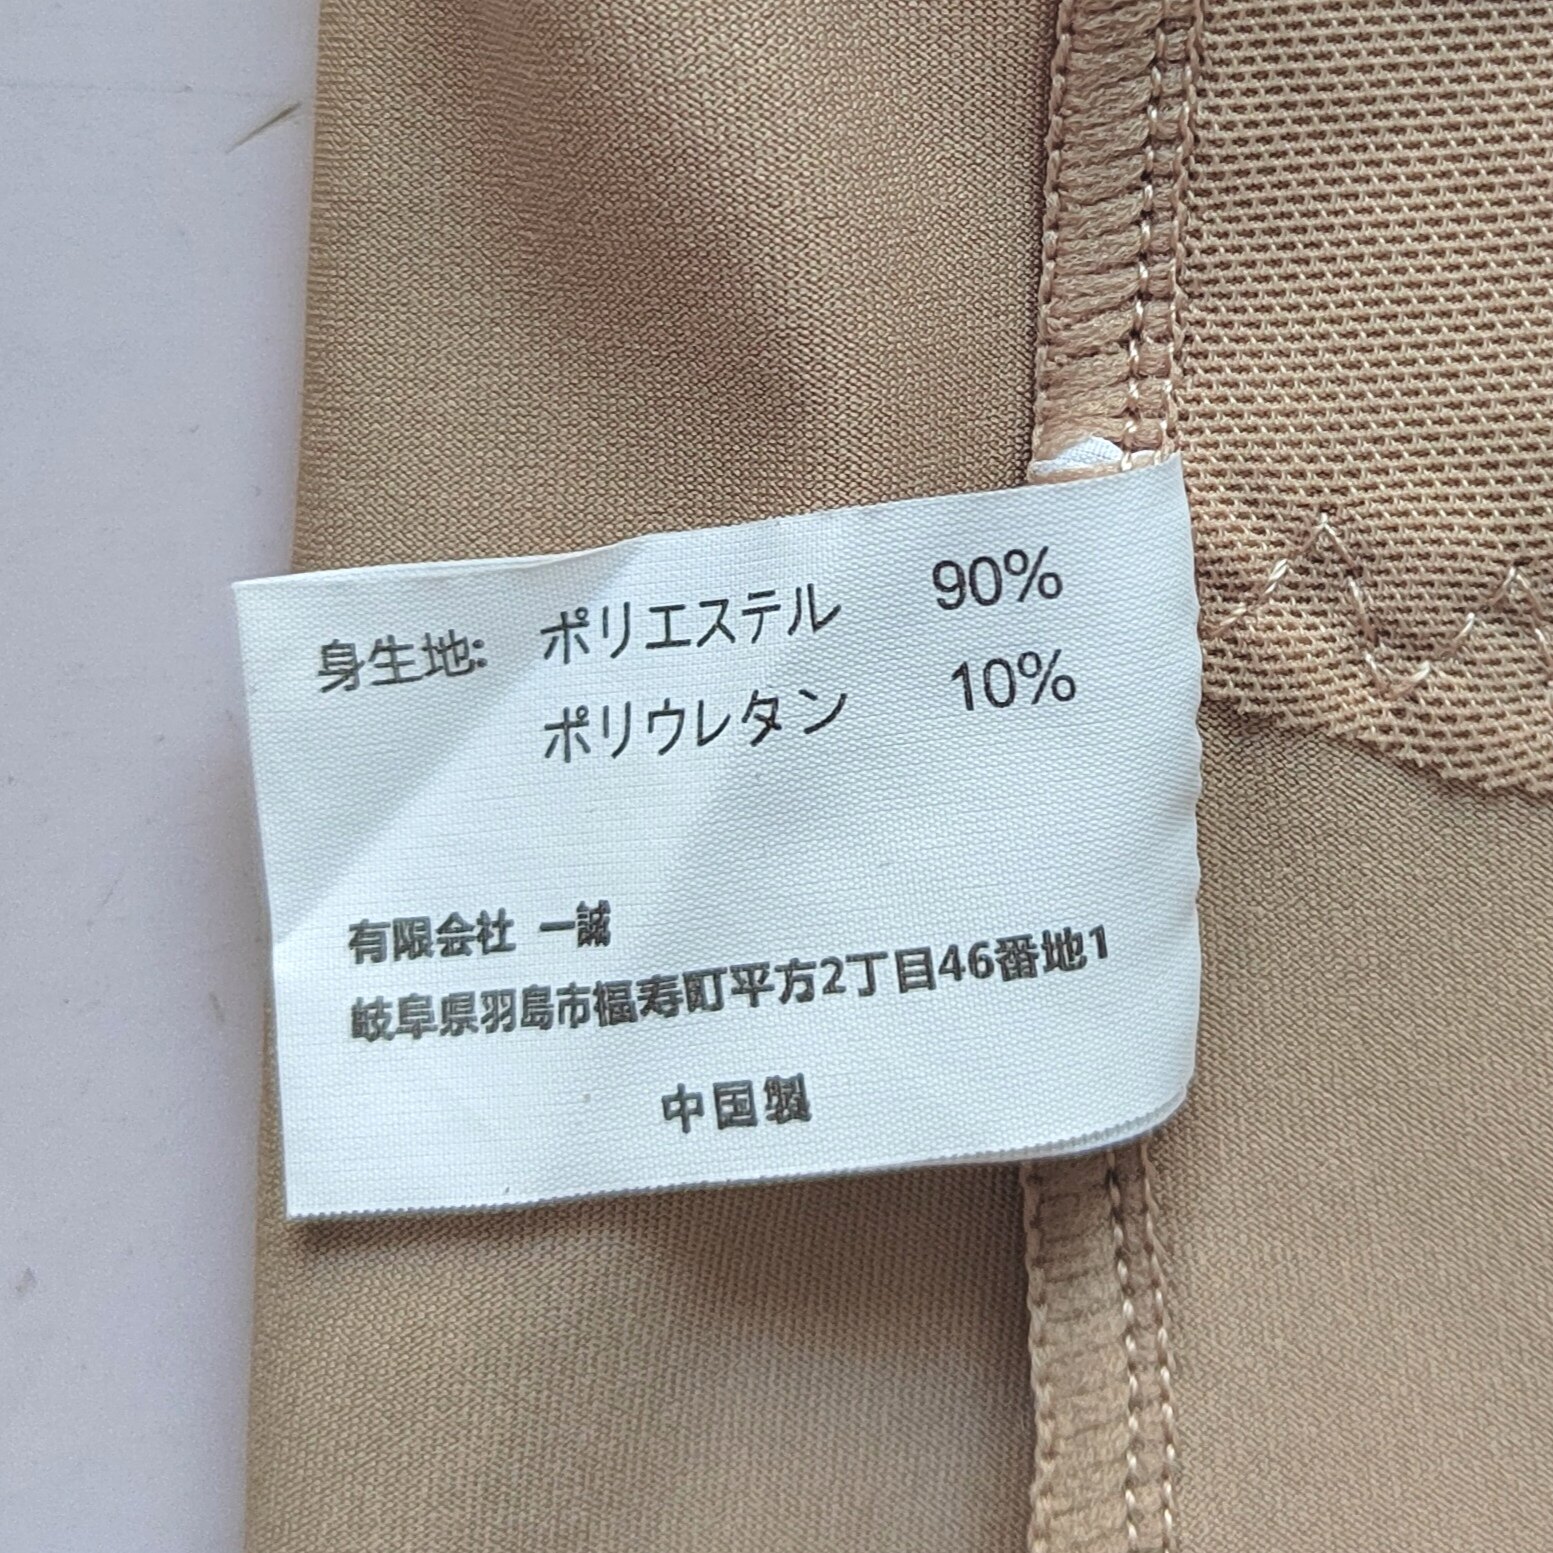 身生地: ポリエステル 90%
ポリウレタン 10%
有限会社 一誠
岐阜県羽島市福寿町平方2丁目46番地1
中国製